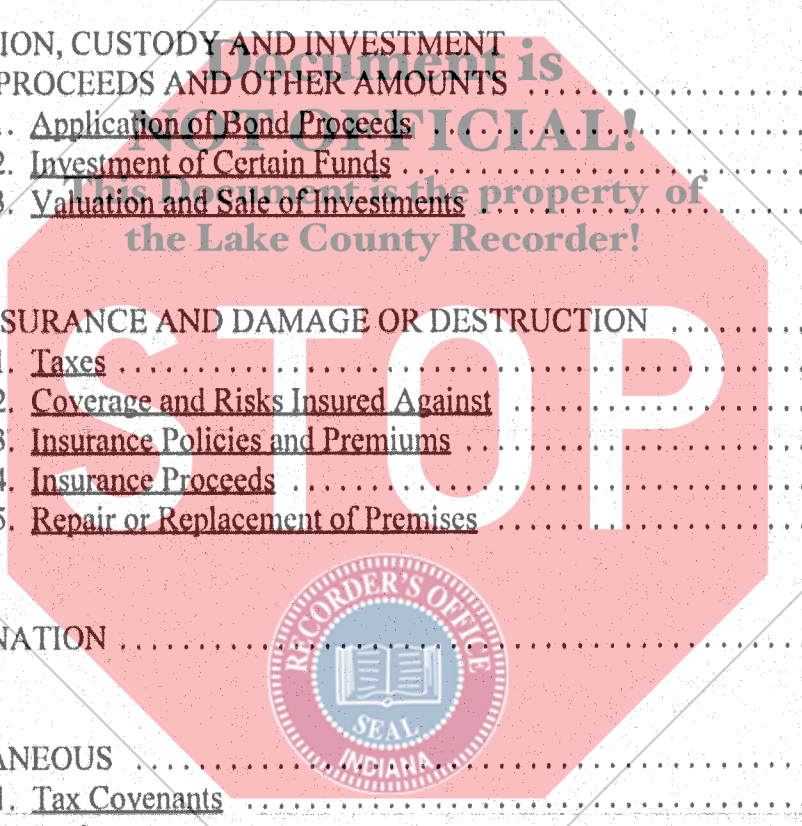 ION, CUSTODY AND INVESTMENT
Document is
PROCEEDS AND OTHER AMOUNTS . . . . . . . . . . . . . . . . . .
NOT OFFICIAL!
1. Application of Bond Proceeds . . . . . . . . . . . . . . . . . . . . . . . . .
2. Investment of Certain Funds . . . . . . . . . . . . . . . . . . . . . . . . . .
This Document is the property of
3. Valuation and Sale of Investments . . . . . . . . . . . . . . . . . . . . .
the Lake County Recorder!
SURANCE AND DAMAGE OR DESTRUCTION . . . . . . . . .
1. Taxes . . . . . . . . . . . . . . . . . . . . . . . . . . . . . . . . . . . . . . . . . . . .
STOP
2. Coverage and Risks Insured Against . . . . . . . . . . . . . . . . . . .
3. Insurance Policies and Premiums . . . . . . . . . . . . . . . . . . . . . .
4. Insurance Proceeds . . . . . . . . . . . . . . . . . . . . . . . . . . . . . . . . .
5. Repair or Replacement of Premises . . . . . . . . . . . . . . . . . . . .
RECORDER'S OFFICE
NATION . . . . . . . . . . . . . . . . . . . . . . . . . . . . . . . . . . . . . . . . . . . .
SEAL
INDIANA
ANEOUS . . . . . . . . . . . . . . . . . . . . . . . . . . . . . . . . . . . . . . . . . . .
1. Tax Covenants . . . . . . . . . . . . . . . . . . . . . . . . . . . . . . . . . . . . .